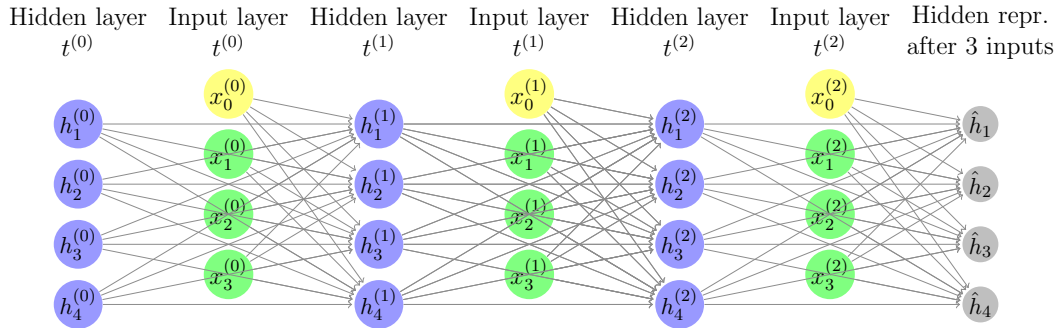 Hidden layer Input layer Hidden layer Input layer Hidden layer Input layer Hidden repr.
t^{(0)} t^{(0)} t^{(1)} t^{(1)} t^{(2)} t^{(2)} after 3 inputs
x_0^{(0)} x_0^{(1)} x_0^{(2)}
h_1^{(0)} h_1^{(1)} h_1^{(2)} ĥ_1
x_1^{(0)} x_1^{(1)} x_1^{(2)}
h_2^{(0)} h_2^{(1)} h_2^{(2)} ĥ_2
x_2^{(0)} x_2^{(1)} x_2^{(2)}
h_3^{(0)} h_3^{(1)} h_3^{(2)} ĥ_3
x_3^{(0)} x_3^{(1)} x_3^{(2)}
h_4^{(0)} h_4^{(1)} h_4^{(2)} ĥ_4